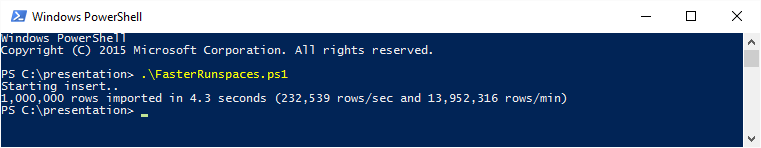 Windows PowerShell
Windows PowerShell
Copyright (C) 2015 Microsoft Corporation. All rights reserved.
PS C:\presentation> .\FasterRunspaces.ps1
Starting insert..
1,000,000 rows imported in 4.3 seconds (232,539 rows/sec and 13,952,316 rows/min)
PS C:\presentation>